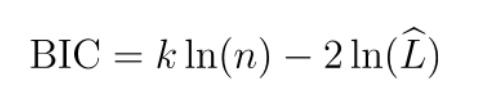 BIC = k ln(n) − 2 ln(L̂)